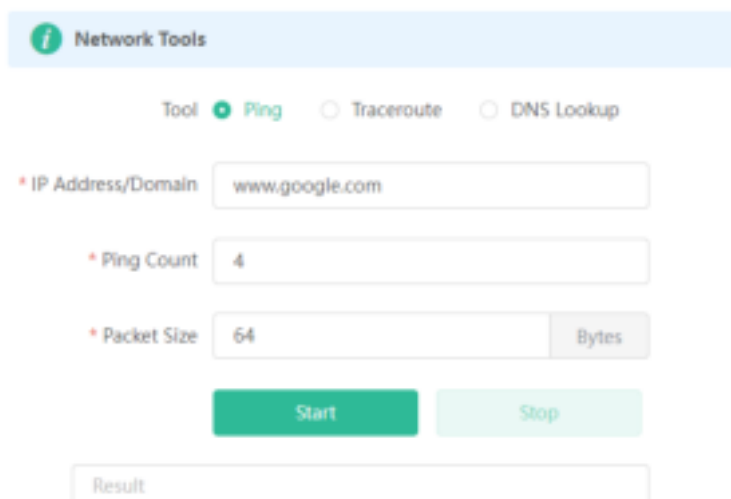 Network Tools
Tool Ping Traceroute DNS Lookup
* IP Address/Domain www.google.com
* Ping Count 4
* Packet Size 64 Bytes
Start Stop
Result